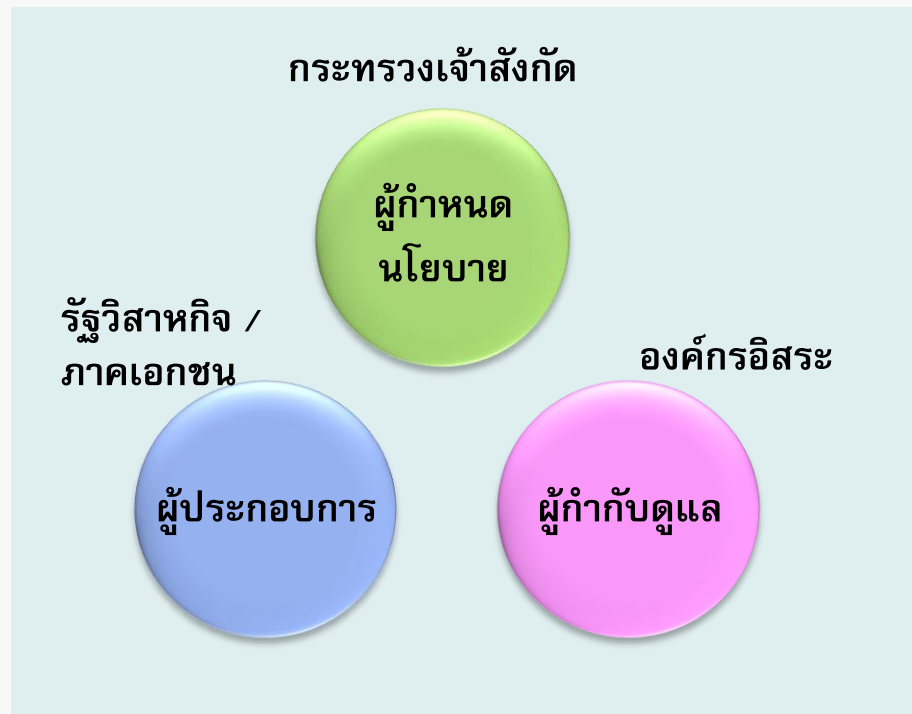 กระทรวงเจ้าสังกัด
ผู้กำหนด
นโยบาย
รัฐวิสาหกิจ /
ภาคเอกชน
องค์กรอิสระ
ผู้ประกอบการ
ผู้กำกับดูแล